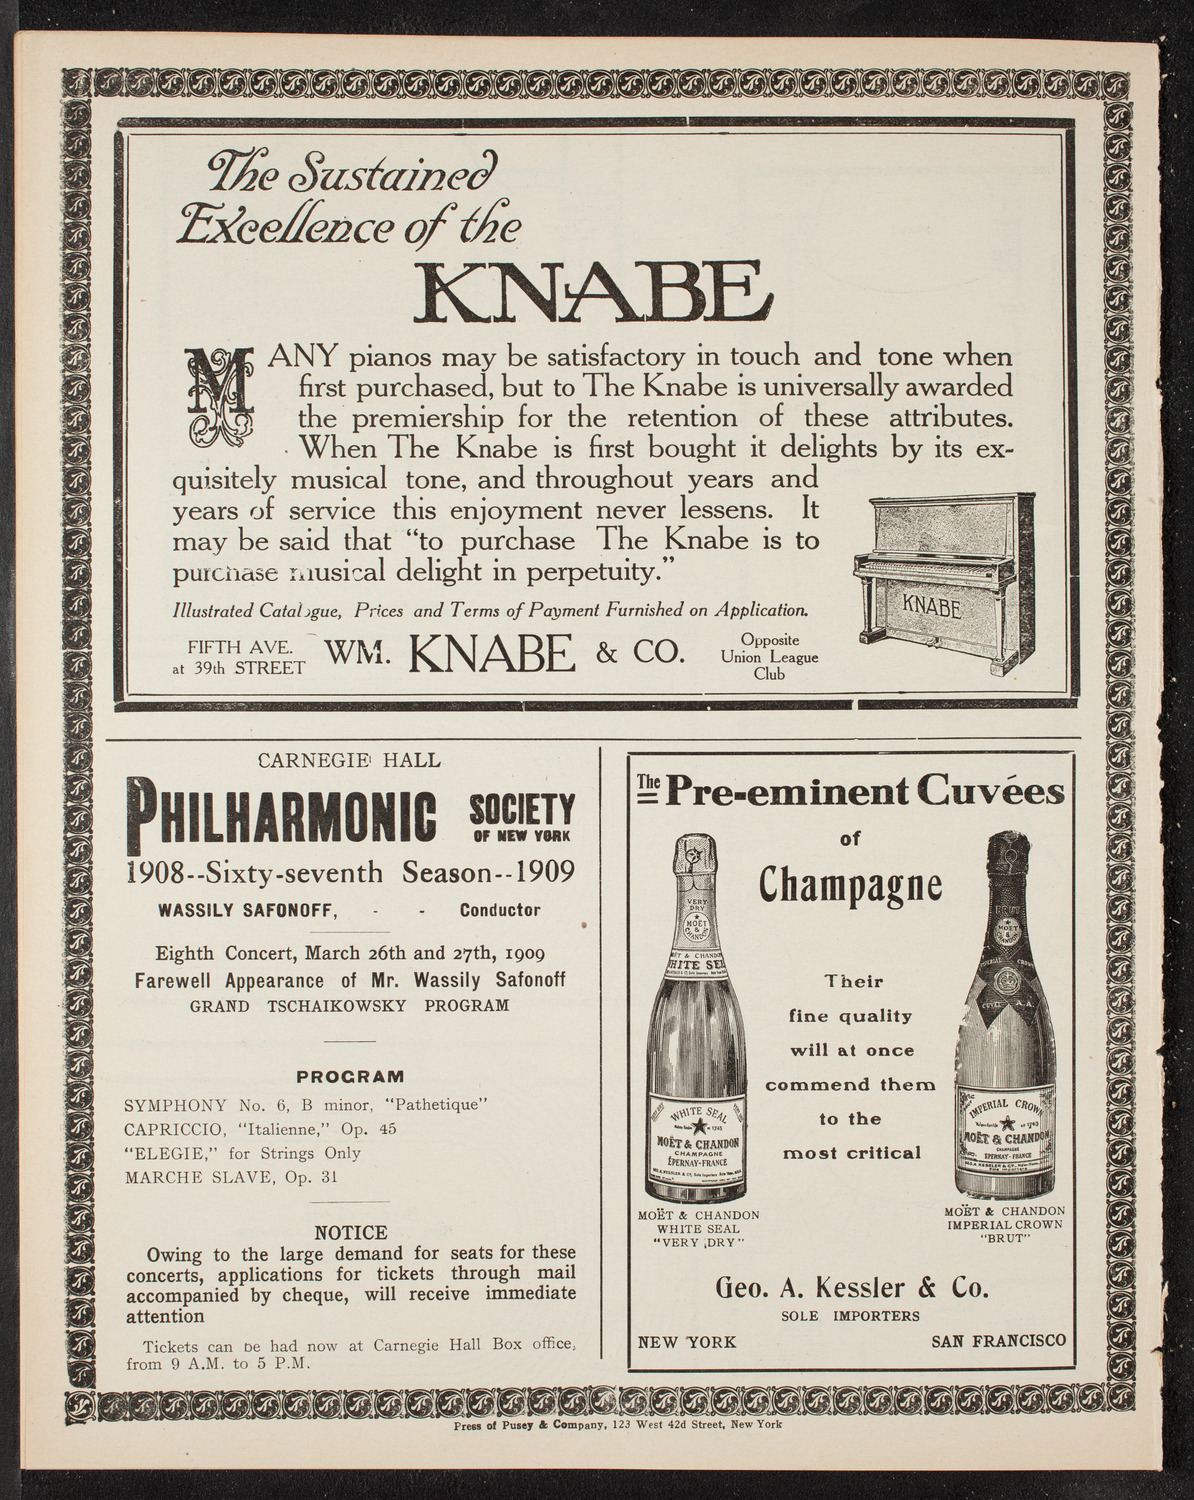 The Sustained
Excellence of the
KNABE
MANY pianos may be satisfactory in touch and tone when
first purchased, but to The Knabe is universally awarded
the premiership for the retention of these attributes.
When The Knabe is first bought it delights by its ex-
quisitely musical tone, and throughout years and
years of service this enjoyment never lessens. It
may be said that “to purchase The Knabe is to
purchase musical delight in perpetuity.”
KNABE
Illustrated Catalogue, Prices and Terms of Payment Furnished on Application.
FIFTH AVE.
at 39th STREET
WM. KNABE & CO.
Opposite
Union League
Club
CARNEGIE HALL
PHILHARMONIC SOCIETY
OF NEW YORK
1908--Sixty-seventh Season--1909
WASSILY SAFONOFF, - - Conductor
Eighth Concert, March 26th and 27th, 1909
Farewell Appearance of Mr. Wassily Safonoff
GRAND TSCHAIKOWSKY PROGRAM
PROGRAM
SYMPHONY No. 6, B minor, “Pathetique”
CAPRICCIO, “Italienne,” Op. 45
“ELEGIE,” for Strings Only
MARCHE SLAVE, Op. 31
NOTICE
Owing to the large demand for seats for these
concerts, applications for tickets through mail
accompanied by cheque, will receive immediate
attention
Tickets can be had now at Carnegie Hall Box office,
from 9 A.M. to 5 P.M.
The Pre-eminent Cuvées
of
Champagne
Their
fine quality
will at once
commend them
to the
most critical
VERY
DRY
MOËT
&
CHANDON
WHITE SEAL
MOËT & CHANDON
CHAMPAGNE
ÉPERNAY-FRANCE
BRUT
MOËT
&
CHANDON
IMPERIAL CROWN
MOËT & CHANDON
CHAMPAGNE
EPERNAY-FRANCE
MOËT & CHANDON
WHITE SEAL
“VERY DRY”
MOËT & CHANDON
IMPERIAL CROWN
“BRUT”
Geo. A. Kessler & Co.
SOLE IMPORTERS
NEW YORK
SAN FRANCISCO
Press of Pusey & Company, 123 West 42d Street, New York